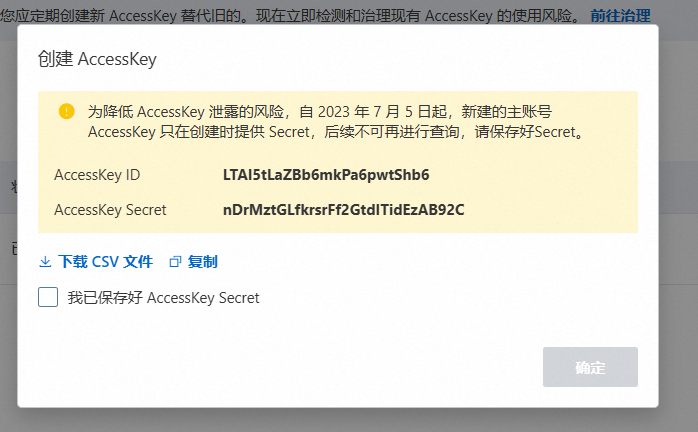 您应定期创建新 AccessKey 替代旧的。现在立即检测和治理现有 AccessKey 的使用风险。 前往治理
创建 AccessKey
为降低 AccessKey 泄露的风险，自 2023 年 7 月 5 日起，新建的主账号
AccessKey 只在创建时提供 Secret，后续不可再进行查询，请保存好Secret。
AccessKey ID LTAI5tLaZBb6mkPa6pwtShb6
AccessKey Secret nDrMztGLfkrsrFf2GtdITidEzAB92C
下载 CSV 文件 复制
我已保存好 AccessKey Secret
确定